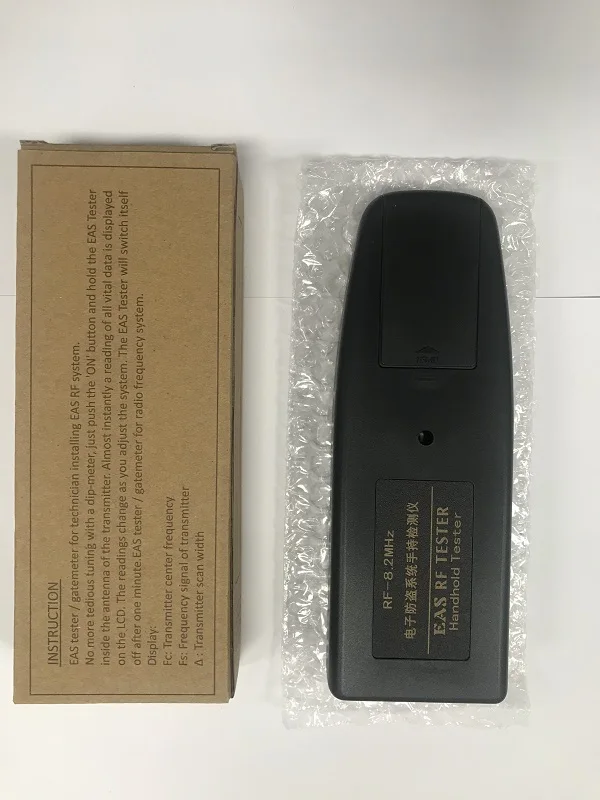 INSTRUCTION
EAS tester / gatemeter for technician installing EAS RF system.
No more tedious tuning with a dip-meter, just push the 'ON' button and hold the EAS Tester
inside the antenna of the transmitter. Almost instantly a reading of all vital data is displayed
on the LCD. The readings change as you adjust the system. The EAS Tester will switch itself
off after one minute.EAS tester / gatemeter for radio frequency system.
Display:
Fc: Transmitter center frequency
Fs: Frequency signal of transmitter
Δ : Transmitter scan width
RF-8.2MHz
电子防盗系统手持检测仪
EAS RF TESTER
Handhold Tester